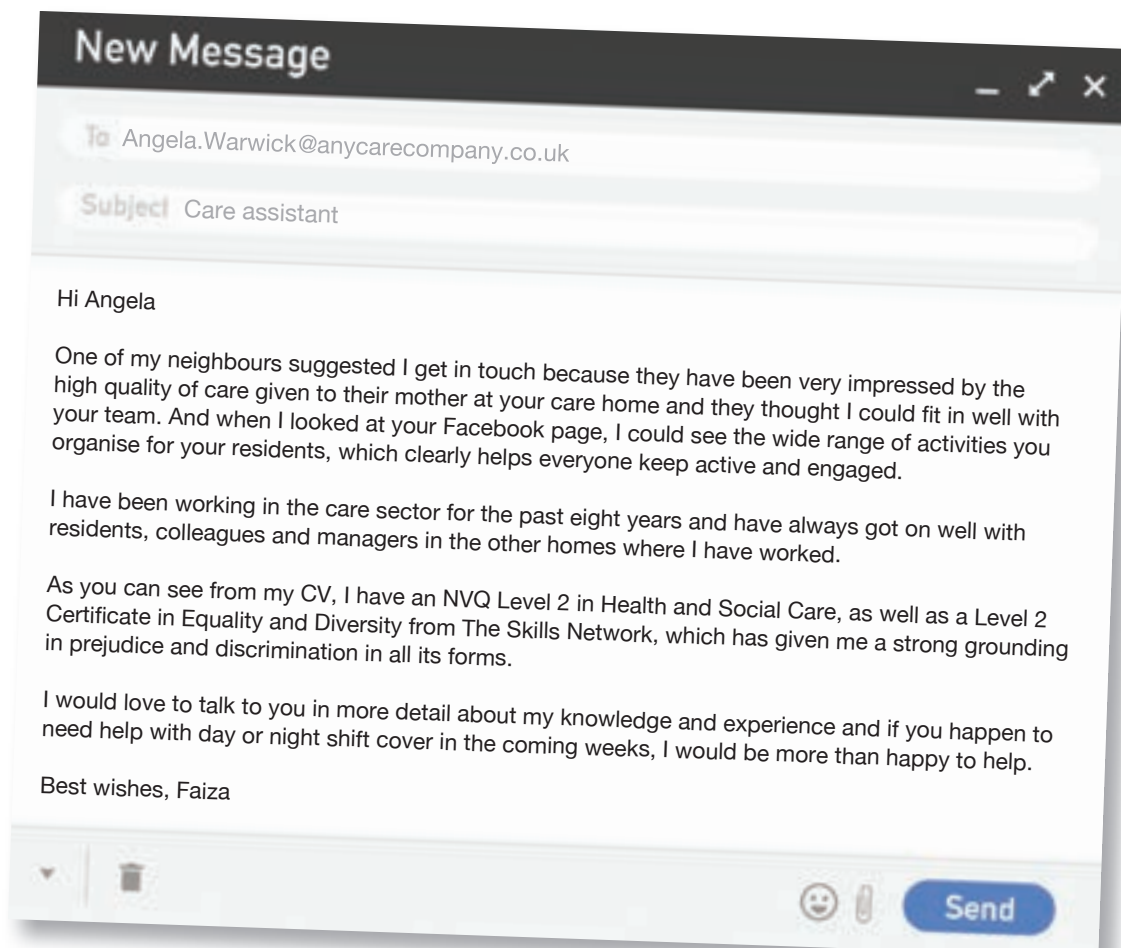 New Message
To Angela.Warwick@anycarecompany.co.uk
Subject Care assistant
Hi Angela
One of my neighbours suggested I get in touch because they have been very impressed by the
high quality of care given to their mother at your care home and they thought I could fit in well with
your team. And when I looked at your Facebook page, I could see the wide range of activities you
organise for your residents, which clearly helps everyone keep active and engaged.
I have been working in the care sector for the past eight years and have always got on well with
residents, colleagues and managers in the other homes where I have worked.
As you can see from my CV, I have an NVQ Level 2 in Health and Social Care, as well as a Level 2
Certificate in Equality and Diversity from The Skills Network, which has given me a strong grounding
in prejudice and discrimination in all its forms.
I would love to talk to you in more detail about my knowledge and experience and if you happen to
need help with day or night shift cover in the coming weeks, I would be more than happy to help.
Best wishes, Faiza
Send